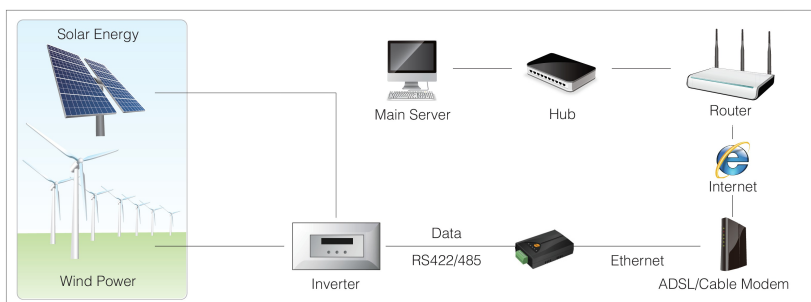 Solar Energy
Main Server
Hub
Router
Internet
Data
RS422/485
Ethernet
Wind Power
Inverter
ADSL/Cable Modem